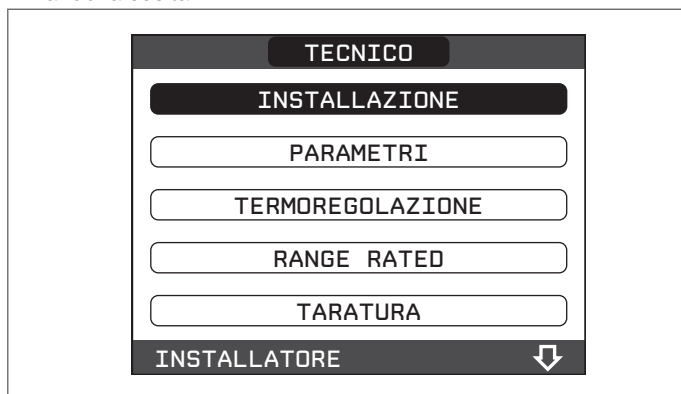 TECNICO
INSTALLAZIONE
PARAMETRI
TERMOREGOLAZIONE
RANGE RATED
TARATURA
INSTALLATORE